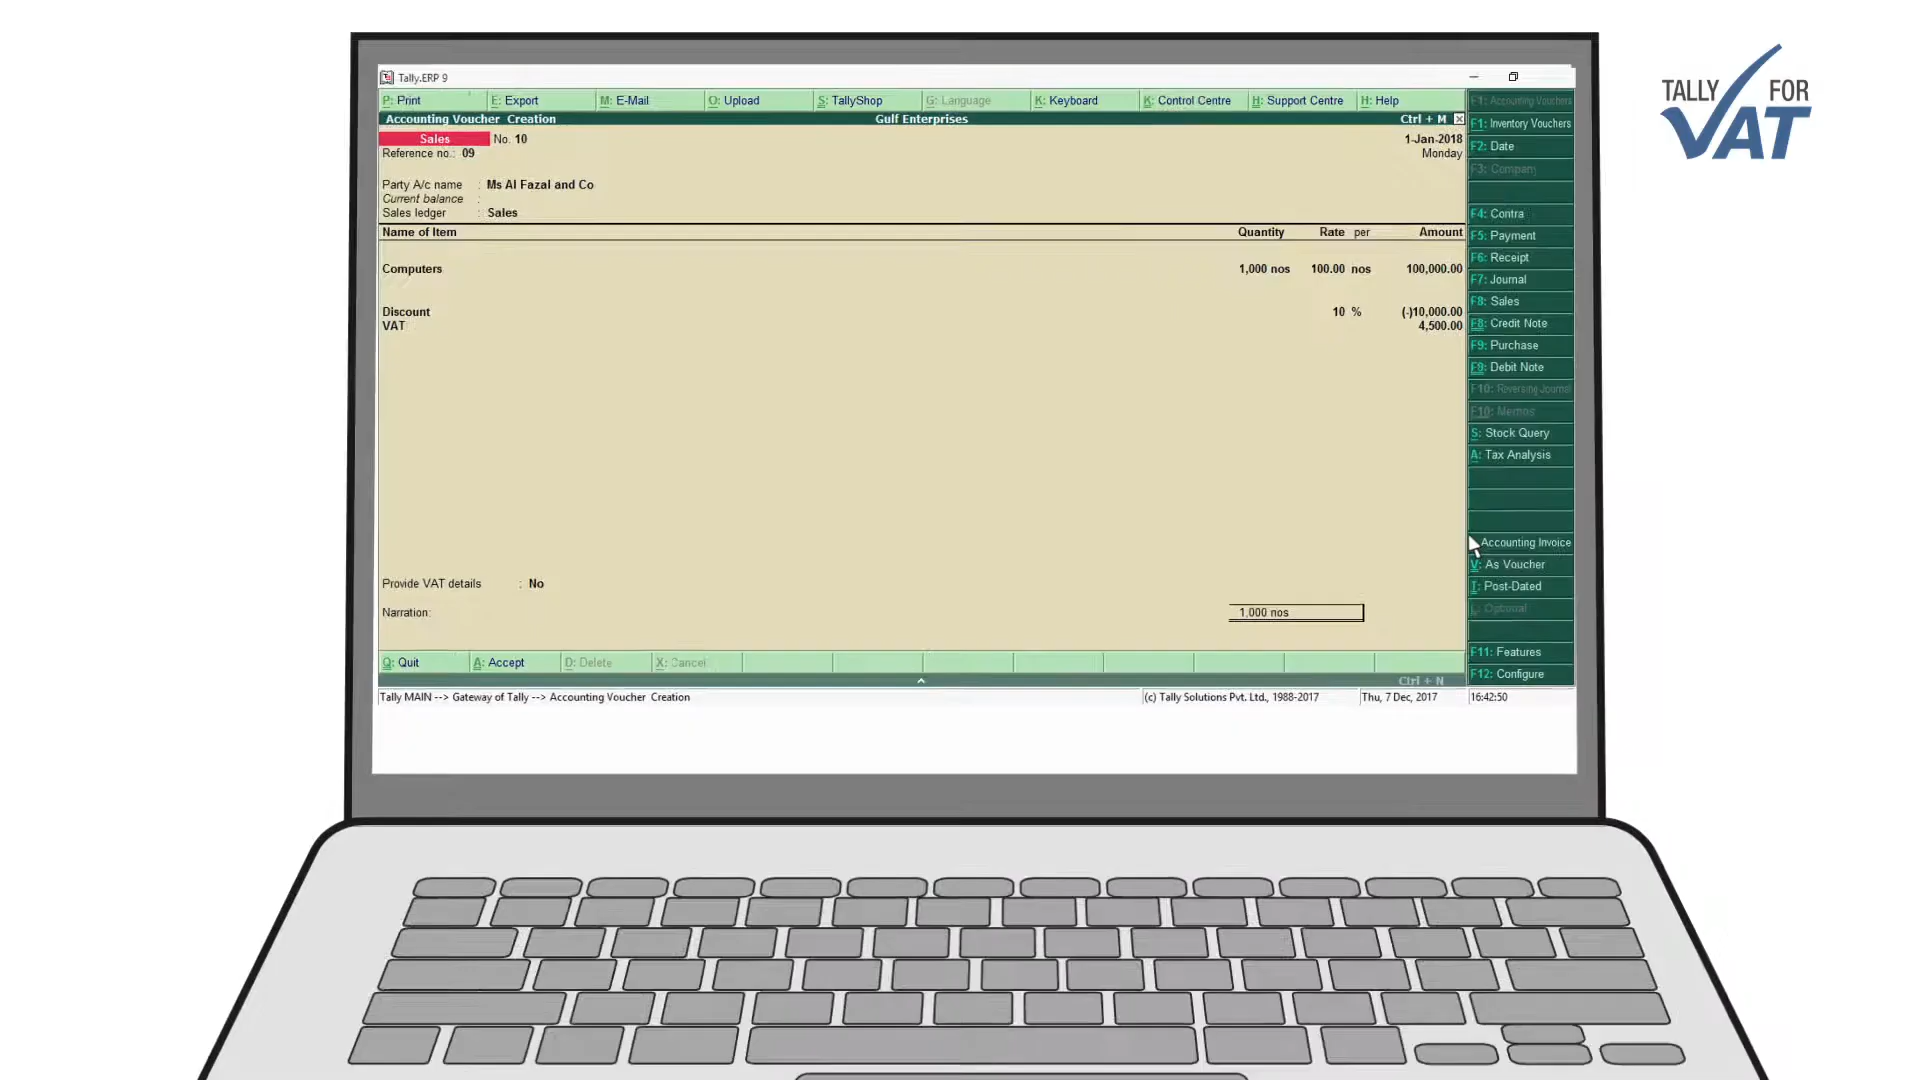 TALLY FOR
VAT
Tally.ERP 9
P: Print
E: Export
M: E-Mail
O: Upload
S: TallyShop
G: Language
K: Keyboard
K: Control Centre
H: Support Centre
H: Help
Accounting Voucher Creation
Gulf Enterprises
Ctrl + M
Sales No. 10
1-Jan-2018
Reference no.: 09
Monday
Party A/c name : Ms Al Fazal and Co
Current balance :
Sales ledger : Sales
Name of Item Quantity Rate per Amount
Computers 1,000 nos 100.00 nos 100,000.00
Discount 10 % (-)10,000.00
VAT 4,500.00
Provide VAT details : No
Narration:
1,000 nos
Q: Quit
A: Accept
D: Delete
X: Cancel
Ctrl + N
Tally MAIN --> Gateway of Tally --> Accounting Voucher Creation
(c) Tally Solutions Pvt. Ltd., 1988-2017
Thu, 7 Dec, 2017
16:42:50
F1: Accounting Vouchers
F1: Inventory Vouchers
F2: Date
F3: Company
F4: Contra
F5: Payment
F6: Receipt
F7: Journal
F8: Sales
F8: Credit Note
F9: Purchase
F9: Debit Note
F10: Reversing Journal
F10: Memos
S: Stock Query
A: Tax Analysis
Accounting Invoice
V: As Voucher
T: Post-Dated
L: Optional
F11: Features
F12: Configure